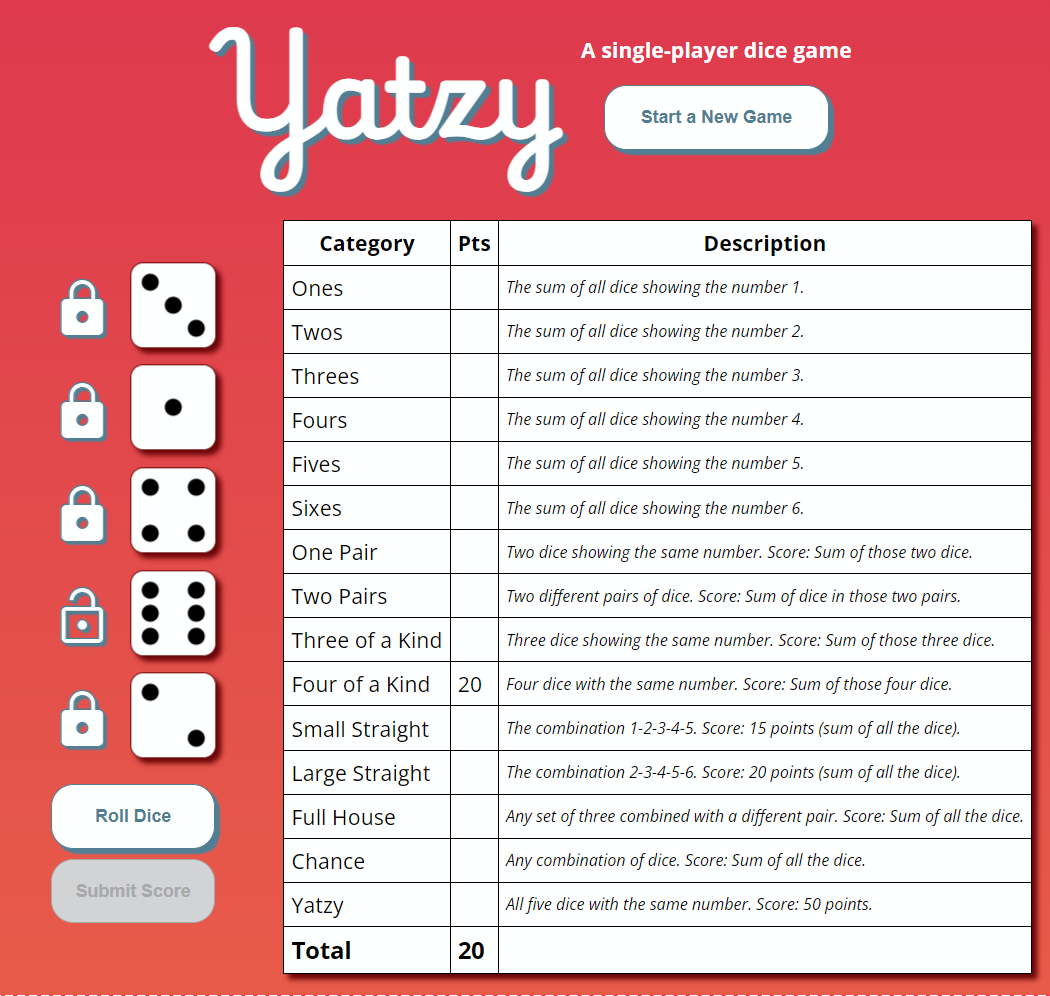 Yatzy
A single-player dice game
Start a New Game
Category Pts Description
Ones The sum of all dice showing the number 1.
Twos The sum of all dice showing the number 2.
Threes The sum of all dice showing the number 3.
Fours The sum of all dice showing the number 4.
Fives The sum of all dice showing the number 5.
Sixes The sum of all dice showing the number 6.
One Pair Two dice showing the same number. Score: Sum of those two dice.
Two Pairs Two different pairs of dice. Score: Sum of dice in those two pairs.
Three of a Kind Three dice showing the same number. Score: Sum of those three dice.
Four of a Kind 20 Four dice with the same number. Score: Sum of those four dice.
Small Straight The combination 1-2-3-4-5. Score: 15 points (sum of all the dice).
Large Straight The combination 2-3-4-5-6. Score: 20 points (sum of all the dice).
Full House Any set of three combined with a different pair. Score: Sum of all the dice.
Chance Any combination of dice. Score: Sum of all the dice.
Yatzy All five dice with the same number. Score: 50 points.
Total 20
Roll Dice
Submit Score